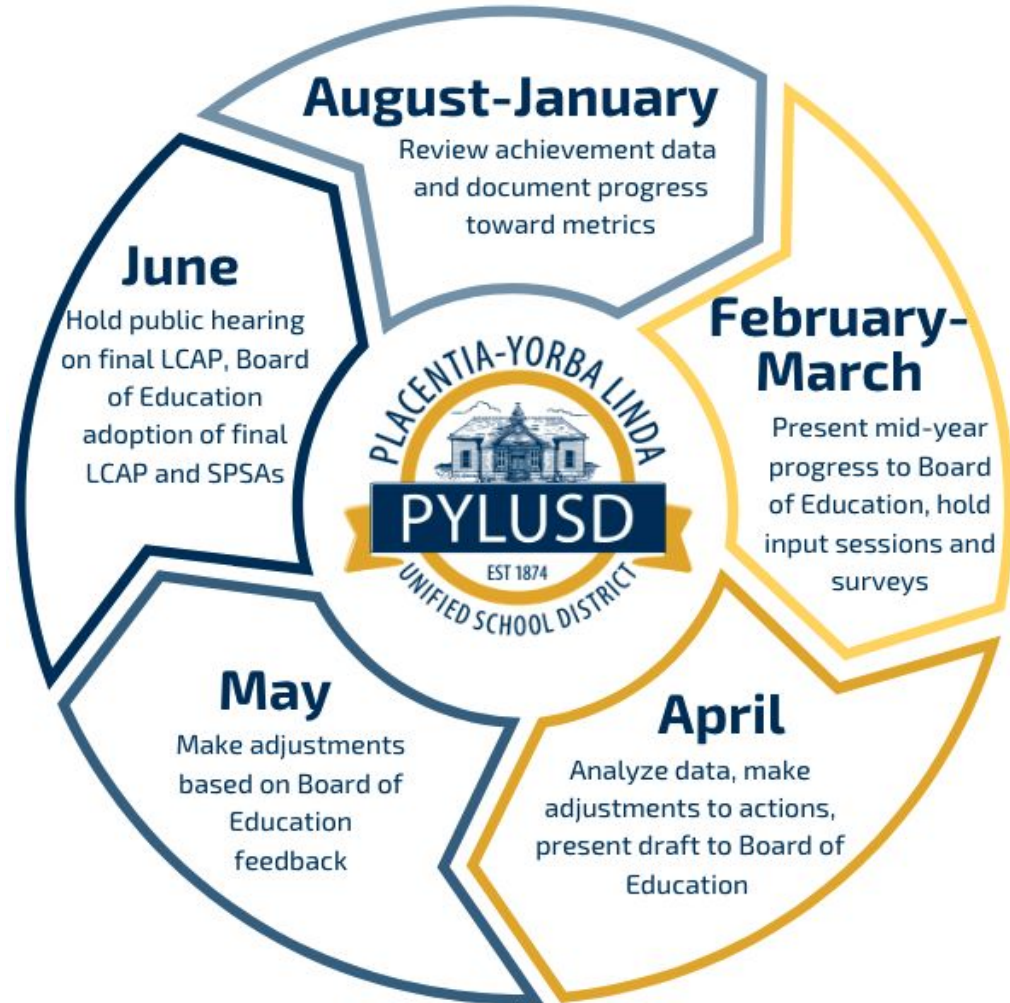 August-January
Review achievement data
and document progress
toward metrics
February-
March
Present mid-year
progress to Board
of Education, hold
input sessions and
surveys
April
Analyze data, make
adjustments to actions,
present draft to Board of
Education
May
Make adjustments
based on Board of
Education
feedback
June
Hold public hearing
on final LCAP, Board
of Education
adoption of final
LCAP and SPSAs
PLACENTIA-YORBA LINDA
PYLUSD
EST 1874
UNIFIED SCHOOL DISTRICT